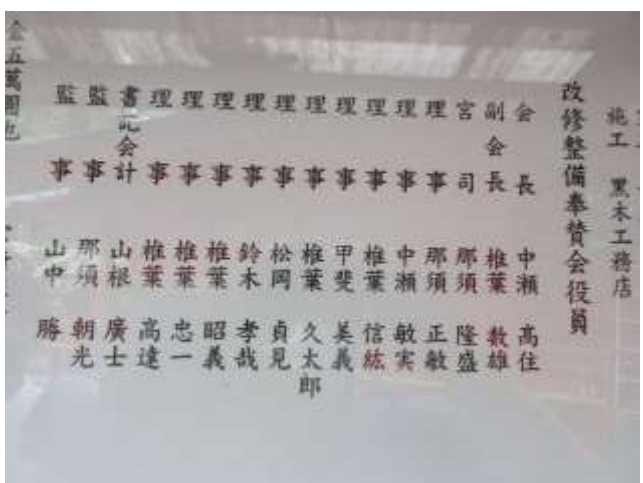 施工 黒木工務店
改修整備奉賛会役員
会長 中瀬 高住
副会長 椎葉 数雄
宮司 那須 隆盛
理事 那須 正敏
理事 中瀬 敏実
理事 椎葉 信紘
理事 甲斐 美義
理事 椎葉 久太郎
理事 松岡 貞見
理事 鈴木 孝哉
理事 椎葉 昭義
理事 椎葉 忠一
理事 椎葉 高達
書記会計 山根 廣士
監事 那須 朝光
監事 山中 勝
金五萬圓也